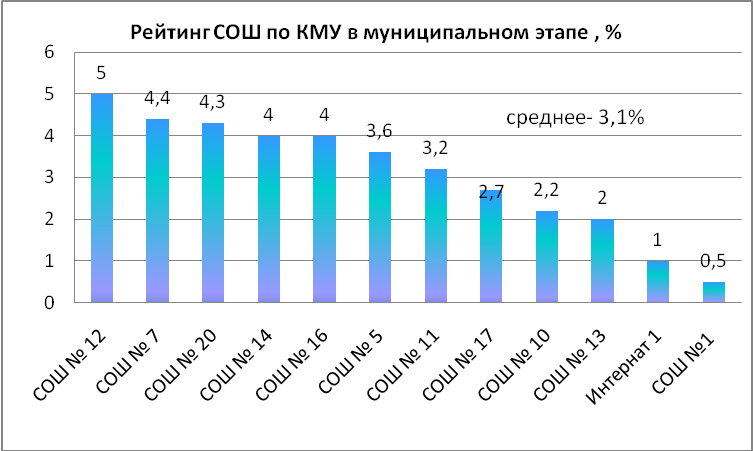 Рейтинг СОШ по КМУ в муниципальном этапе , %
6
5
4
3
2
1
0
5
4,4
4,3
4
4
3,6
3,2
2,7
2,2
2
1
0,5
среднее- 3,1%
СОШ № 12
СОШ № 7
СОШ № 20
СОШ № 14
СОШ № 16
СОШ № 5
СОШ № 11
СОШ № 17
СОШ № 10
СОШ № 13
Интернат 1
СОШ №1